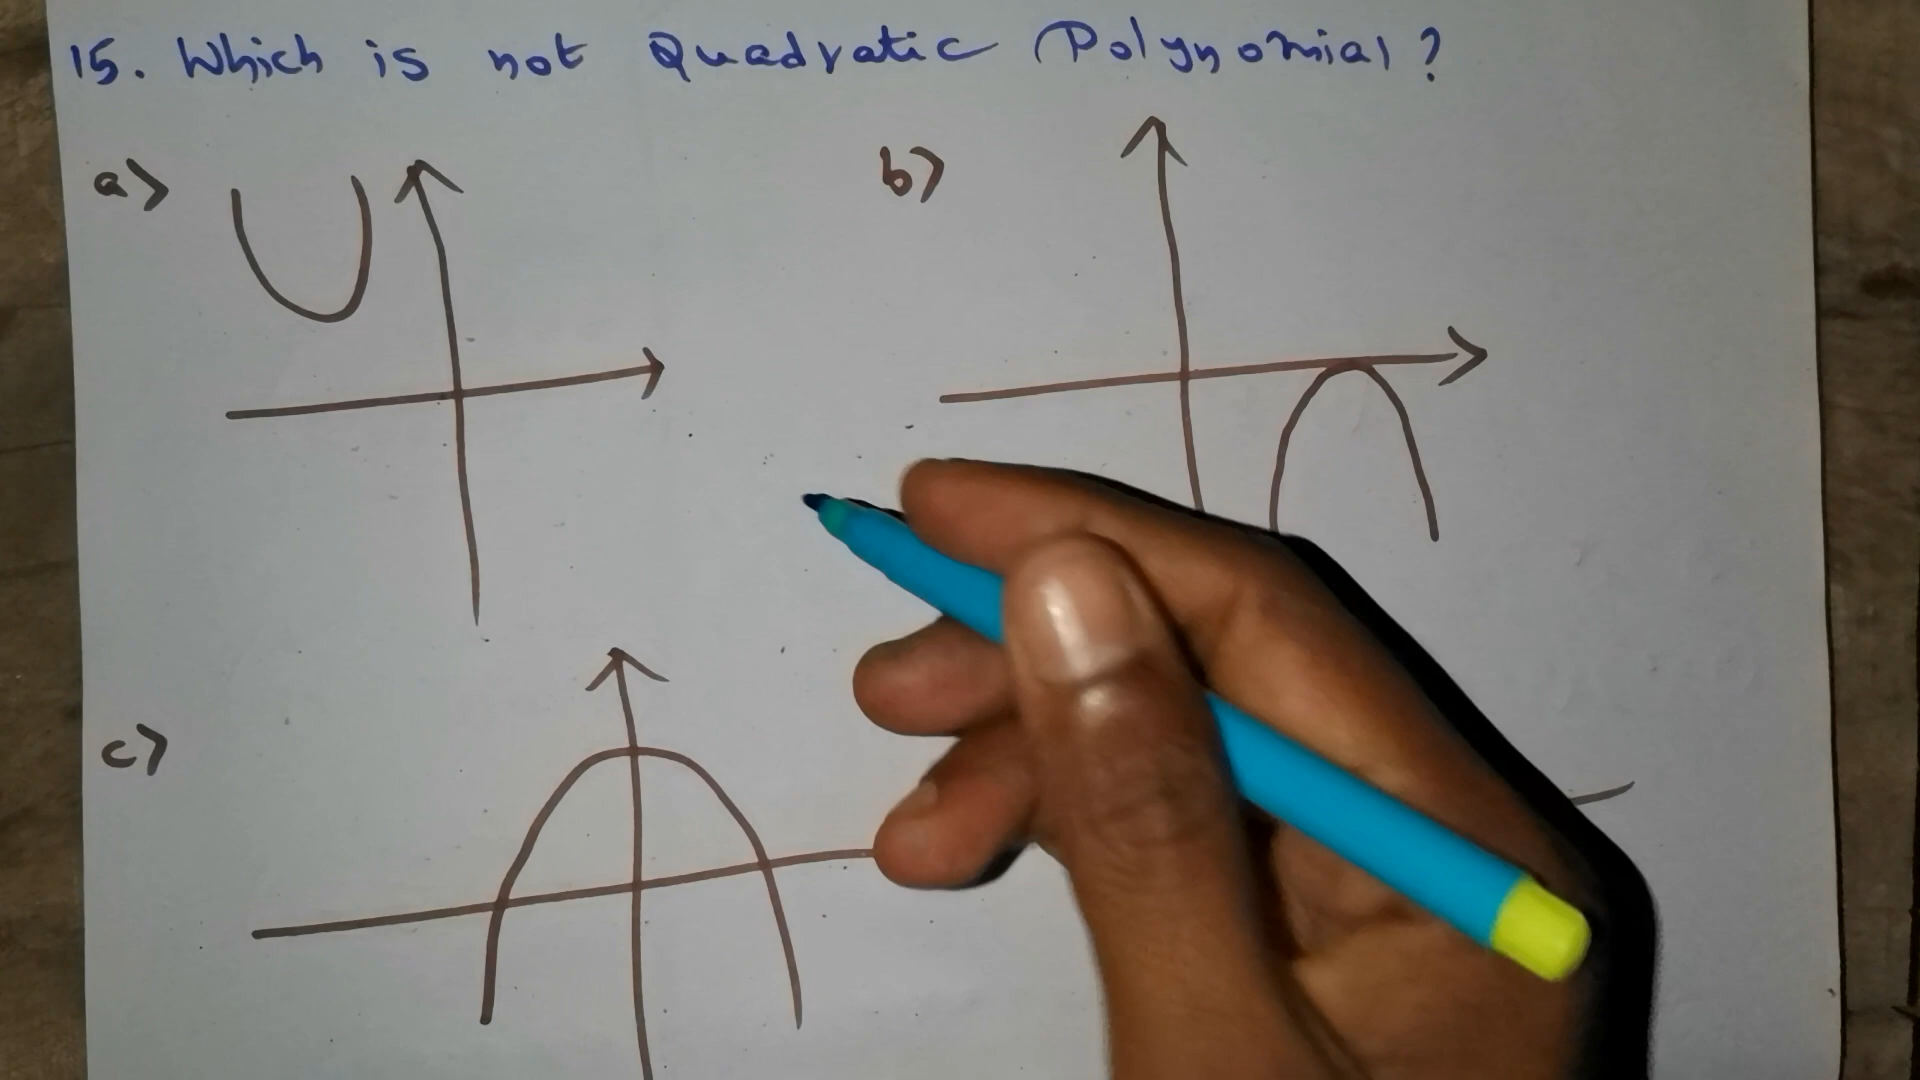 15. Which is not Quadratic Polynomial?
a>
b>
c>